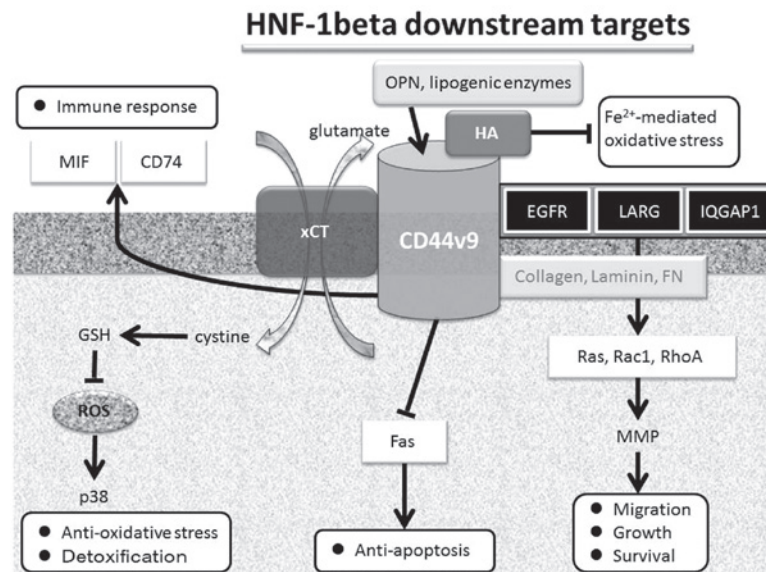 HNF-1beta downstream targets
OPN, lipogenic enzymes
● Immune response
MIF
CD74
glutamate
HA
Fe²⁺-mediated
oxidative stress
EGFR
LARG
IQGAP1
xCT
CD44v9
Collagen, Laminin, FN
GSH
cystine
Ras, Rac1, RhoA
ROS
Fas
MMP
p38
● Anti-oxidative stress
● Detoxification
● Anti-apoptosis
● Migration
● Growth
● Survival